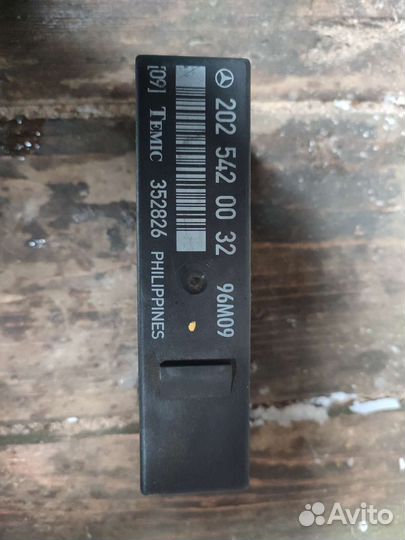 202 542 00 32 96M09
[09] TEMIC 352826 PHILIPPINES
Avito